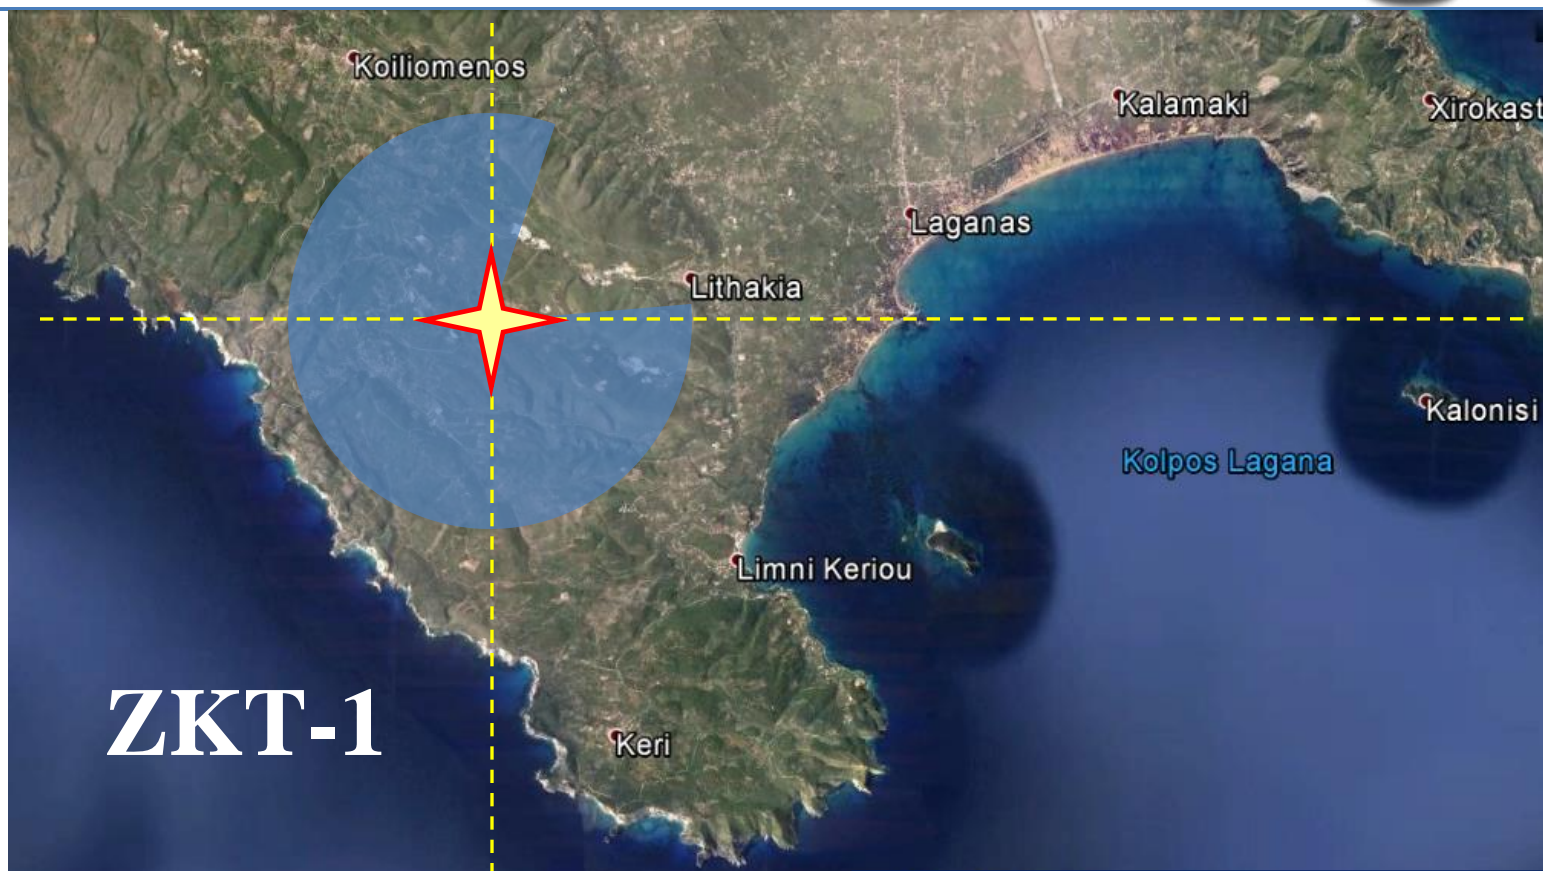 Koiliomenos
Kalamaki
Xirokast
Laganas
Lithakia
Kalonisi
Kolpos Lagana
Limni Keriou
ZKT-1
Keri